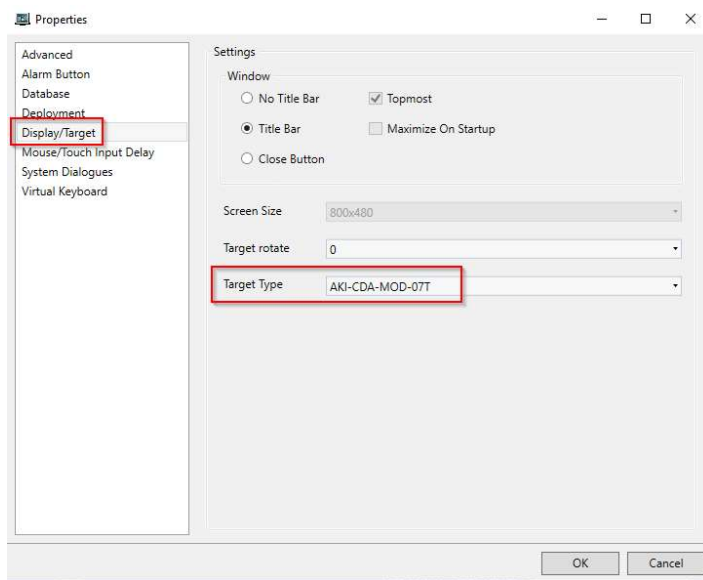 Properties
Advanced
Alarm Button
Database
Deployment
Display/Target
Mouse/Touch Input Delay
System Dialogues
Virtual Keyboard
Settings
Window
No Title Bar
Topmost
Title Bar
Maximize On Startup
Close Button
Screen Size
800x480
Target rotate
0
Target Type
AKI-CDA-MOD-07T
OK
Cancel